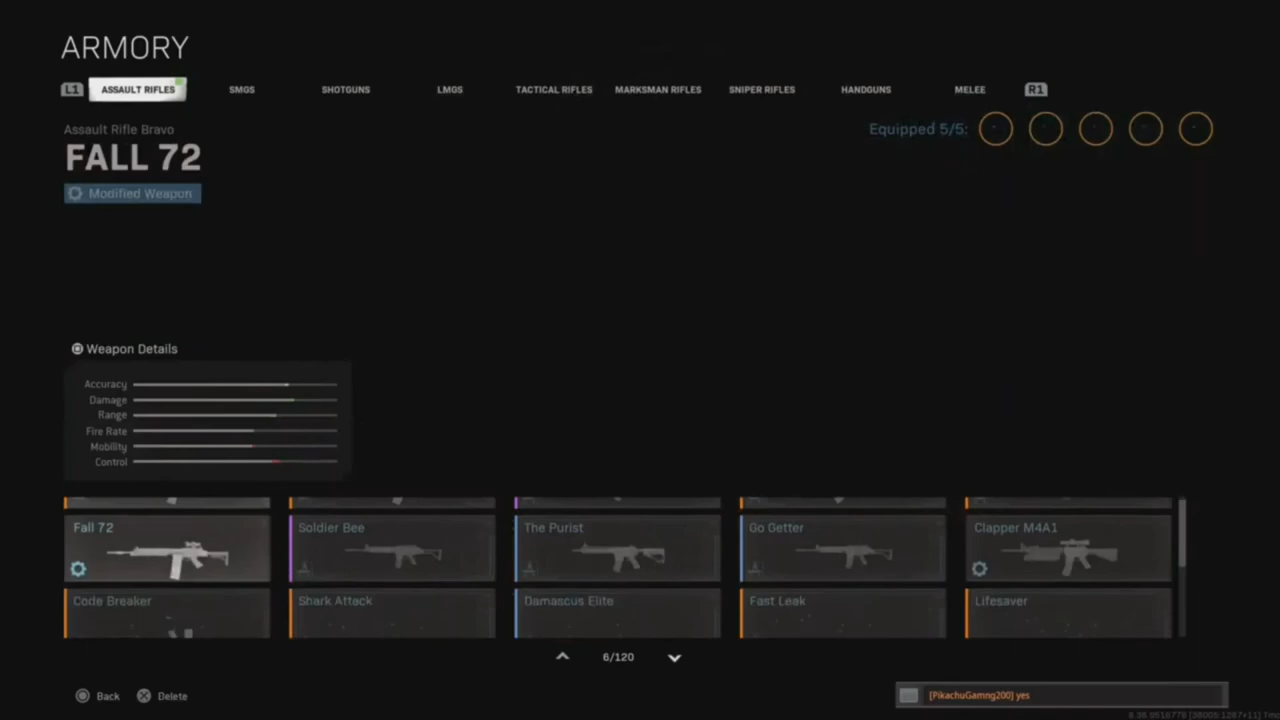 ARMORY
L1 ASSAULT RIFLES SMGS SHOTGUNS LMGS TACTICAL RIFLES MARKSMAN RIFLES SNIPER RIFLES HANDGUNS MELEE R1
Assault Rifle Bravo
Equipped 5/5:
FALL 72
Modified Weapon
Weapon Details
Accuracy
Damage
Range
Fire Rate
Mobility
Control
Fall 72 Soldier Bee The Purist Go Getter Clapper M4A1
Code Breaker Shark Attack Damascus Elite Fast Leak Lifesaver
6/120
Back Delete
[PikachuGamng200] yes